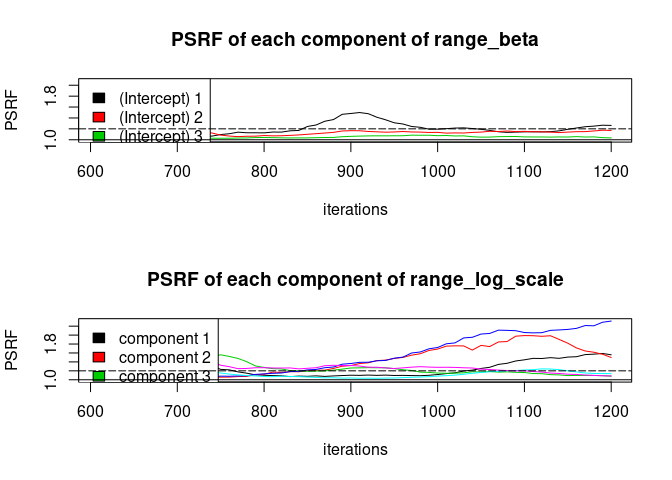 PSRF of each component of range_beta
PSRF
1.0 1.8
(Intercept) 1
(Intercept) 2
(Intercept) 3
600 700 800 900 1000 1100 1200
iterations
PSRF of each component of range_log_scale
PSRF
1.0 1.8
component 1
component 2
component 3
600 700 800 900 1000 1100 1200
iterations